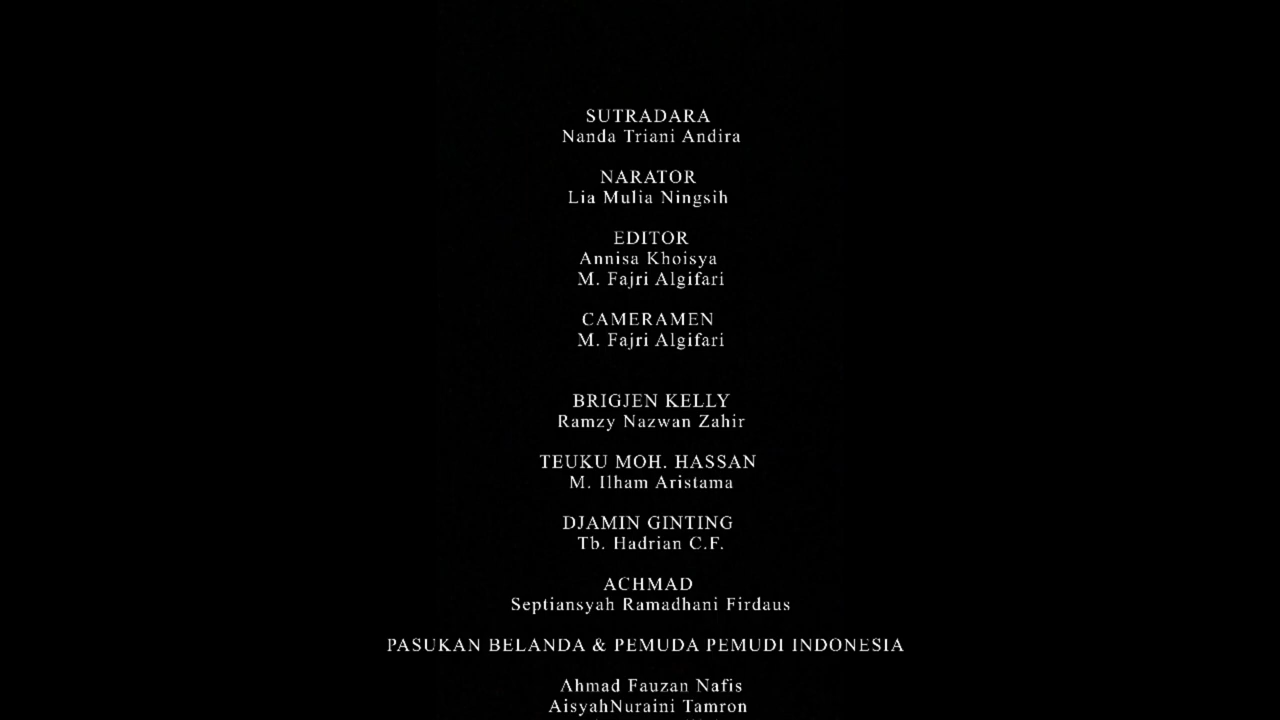 SUTRADARA
Nanda Triani Andira
NARATOR
Lia Mulia Ningsih
EDITOR
Annisa Khoisya
M. Fajri Algifari
CAMERAMEN
M. Fajri Algifari
BRIGJEN KELLY
Ramzy Nazwan Zahir
TEUKU MOH. HASSAN
M. Ilham Aristama
DJAMIN GINTING
Tb. Hadrian C.F.
ACHMAD
Septiansyah Ramadhani Firdaus
PASUKAN BELANDA & PEMUDA PEMUDI INDONESIA
Ahmad Fauzan Nafis
AisyahNuraini Tamron